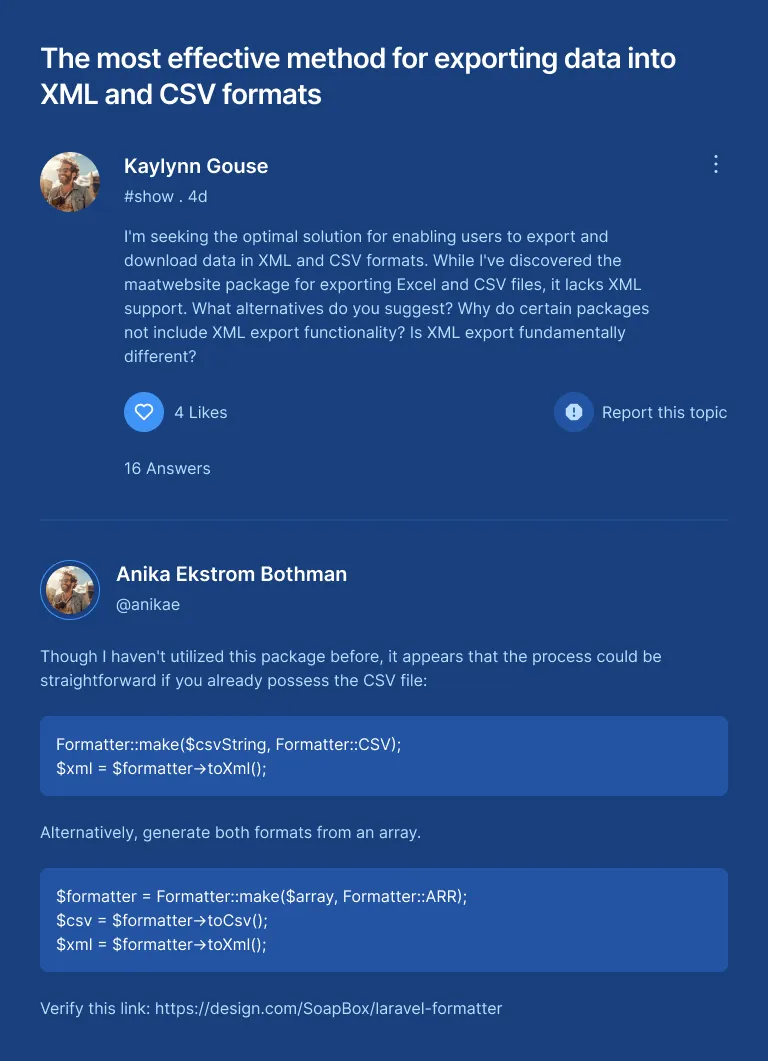 The most effective method for exporting data into
XML and CSV formats
Kaylynn Gouse
#show . 4d
I'm seeking the optimal solution for enabling users to export and
download data in XML and CSV formats. While I've discovered the
maatwebsite package for exporting Excel and CSV files, it lacks XML
support. What alternatives do you suggest? Why do certain packages
not include XML export functionality? Is XML export fundamentally
different?
4 Likes
Report this topic
16 Answers
Anika Ekstrom Bothman
@anikae
Though I haven't utilized this package before, it appears that the process could be
straightforward if you already possess the CSV file:
Formatter::make($csvString, Formatter::CSV);
$xml = $formatter→toXml();
Alternatively, generate both formats from an array.
$formatter = Formatter::make($array, Formatter::ARR);
$csv = $formatter→toCsv();
$xml = $formatter→toXml();
Verify this link: https://design.com/SoapBox/laravel-formatter